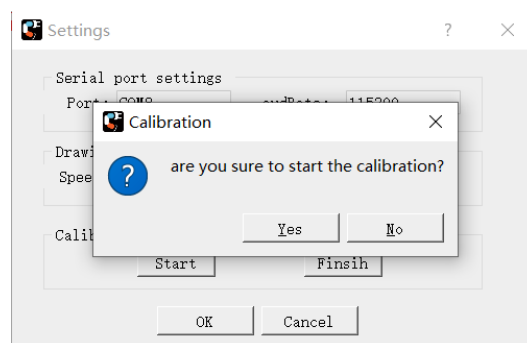 Settings
Serial port settings
Calibration
are you sure to start the calibration?
Yes
No
Start
Finsih
OK
Cancel